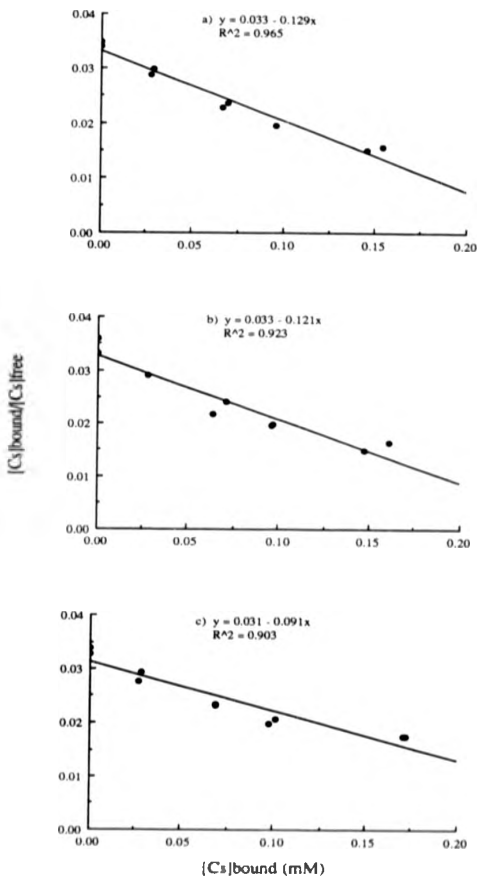 a) y = 0.033 - 0.129x
R^2 = 0.965
0.04
0.03
0.02
0.01
0.00
0.00 0.05 0.10 0.15 0.20
b) y = 0.033 - 0.121x
R^2 = 0.923
0.04
0.03
0.02
0.01
0.00
0.00 0.05 0.10 0.15 0.20
[Cs]bound/[Cs]free
c) y = 0.031 - 0.091x
R^2 = 0.903
0.04
0.03
0.02
0.01
0.00
0.00 0.05 0.10 0.15 0.20
[Cs]bound (mM)